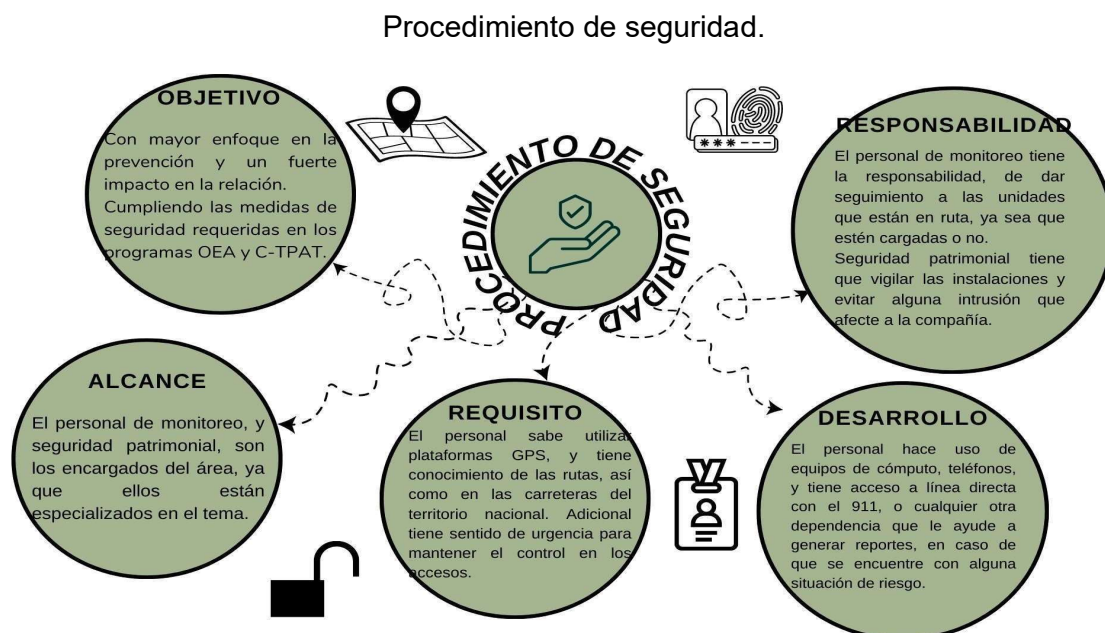 Procedimiento de seguridad.
PROCEDIMIENTO DE SEGURIDAD
OBJETIVO
Con mayor enfoque en la
prevención y un fuerte
impacto en la relación.
Cumpliendo las medidas de
seguridad requeridas en los
programas OEA y C-TPAT.
RESPONSABILIDAD
El personal de monitoreo tiene
la responsabilidad, de dar
seguimiento a las unidades
que están en ruta, ya sea que
estén cargadas o no.
Seguridad patrimonial tiene
que vigilar las instalaciones y
evitar alguna intrusión que
afecte a la compañía.
ALCANCE
El personal de monitoreo, y
seguridad patrimonial, son
los encargados del área, ya
que ellos están
especializados en el tema.
REQUISITO
El personal sabe utilizar
plataformas GPS, y tiene
conocimiento de las rutas, así
como en las carreteras del
territorio nacional. Adicional
tiene sentido de urgencia para
mantener el control en los
accesos.
DESARROLLO
El personal hace uso de
equipos de cómputo, teléfonos,
y tiene acceso a línea directa
con el 911, o cualquier otra
dependencia que le ayude a
generar reportes, en caso de
que se encuentre con alguna
situación de riesgo.